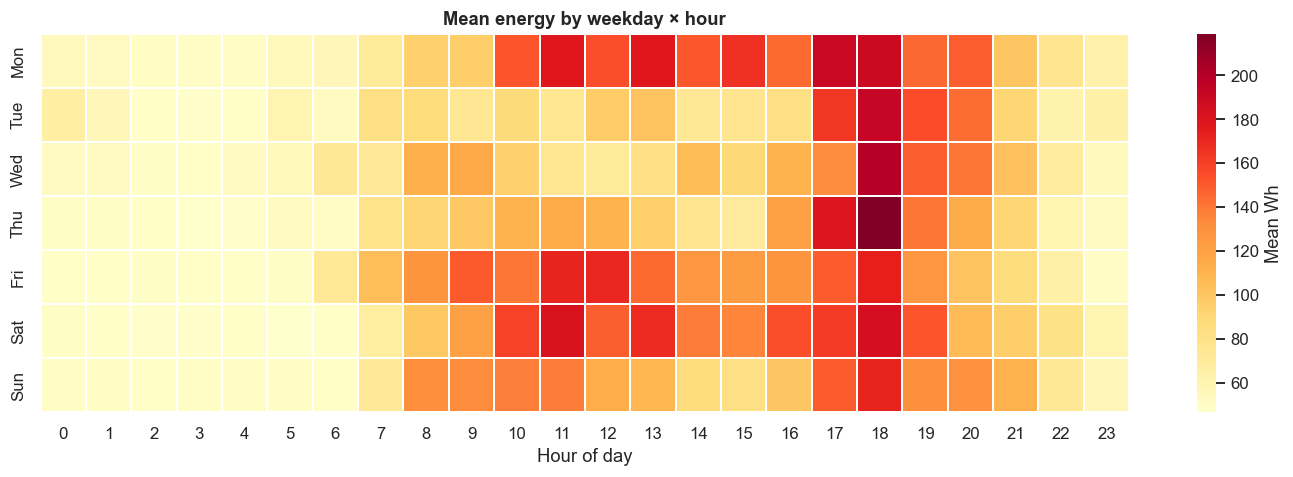 Mean energy by weekday × hour
Mon
Tue
Wed
Thu
Fri
Sat
Sun
0 1 2 3 4 5 6 7 8 9 10 11 12 13 14 15 16 17 18 19 20 21 22 23
Hour of day
200
180
160
140
120
100
80
60
Mean Wh